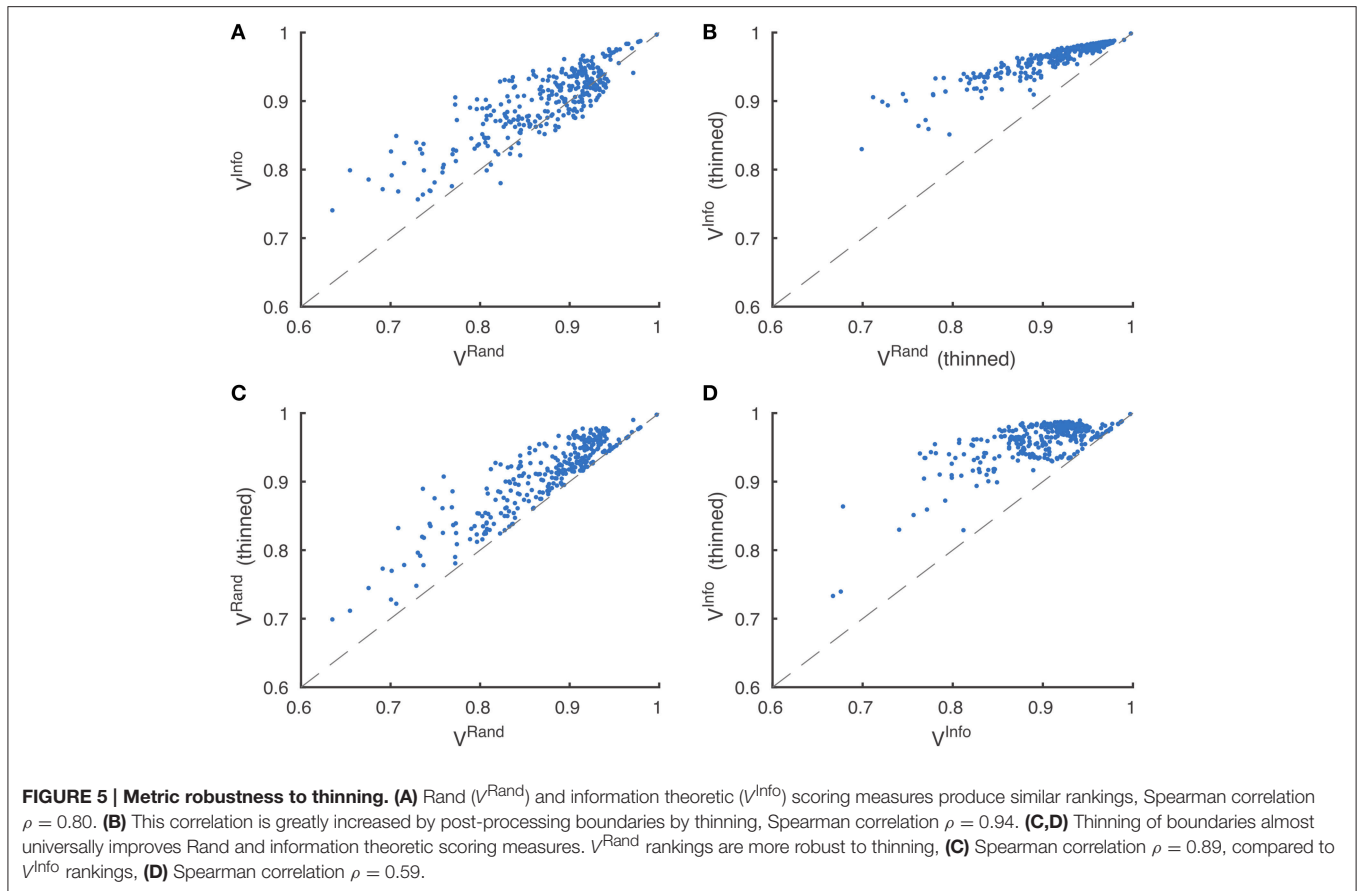 A
1
0.9
0.8
0.7
0.6
V^Info
0.6 0.7 0.8 0.9 1
V^Rand
B
1
0.9
0.8
0.7
0.6
V^Info (thinned)
0.6 0.7 0.8 0.9 1
V^Rand (thinned)
C
1
0.9
0.8
0.7
0.6
V^Rand (thinned)
0.6 0.7 0.8 0.9 1
V^Rand
D
1
0.9
0.8
0.7
0.6
V^Info (thinned)
0.6 0.7 0.8 0.9 1
V^Info
FIGURE 5 | Metric robustness to thinning. (A) Rand (V^Rand) and information theoretic (V^Info) scoring measures produce similar rankings, Spearman correlation
ρ = 0.80. (B) This correlation is greatly increased by post-processing boundaries by thinning, Spearman correlation ρ = 0.94. (C,D) Thinning of boundaries almost
universally improves Rand and information theoretic scoring measures. V^Rand rankings are more robust to thinning, (C) Spearman correlation ρ = 0.89, compared to
V^Info rankings, (D) Spearman correlation ρ = 0.59.